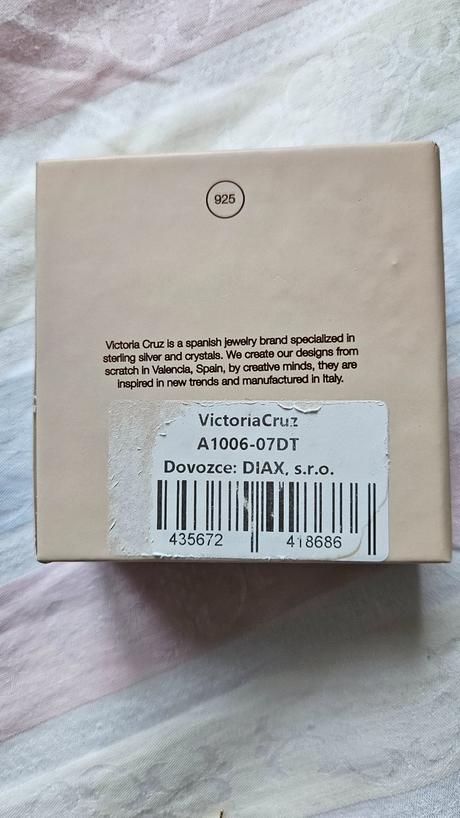 925
Victoria Cruz is a spanish jewelry brand specialized in
sterling silver and crystals. We create our designs from
scratch in Valencia, Spain, by creative minds, they are
inspired in new trends and manufactured in Italy.
VictoriaCruz
A1006-07DT
Dovozce: DIAX, s.r.o.
435672 418686